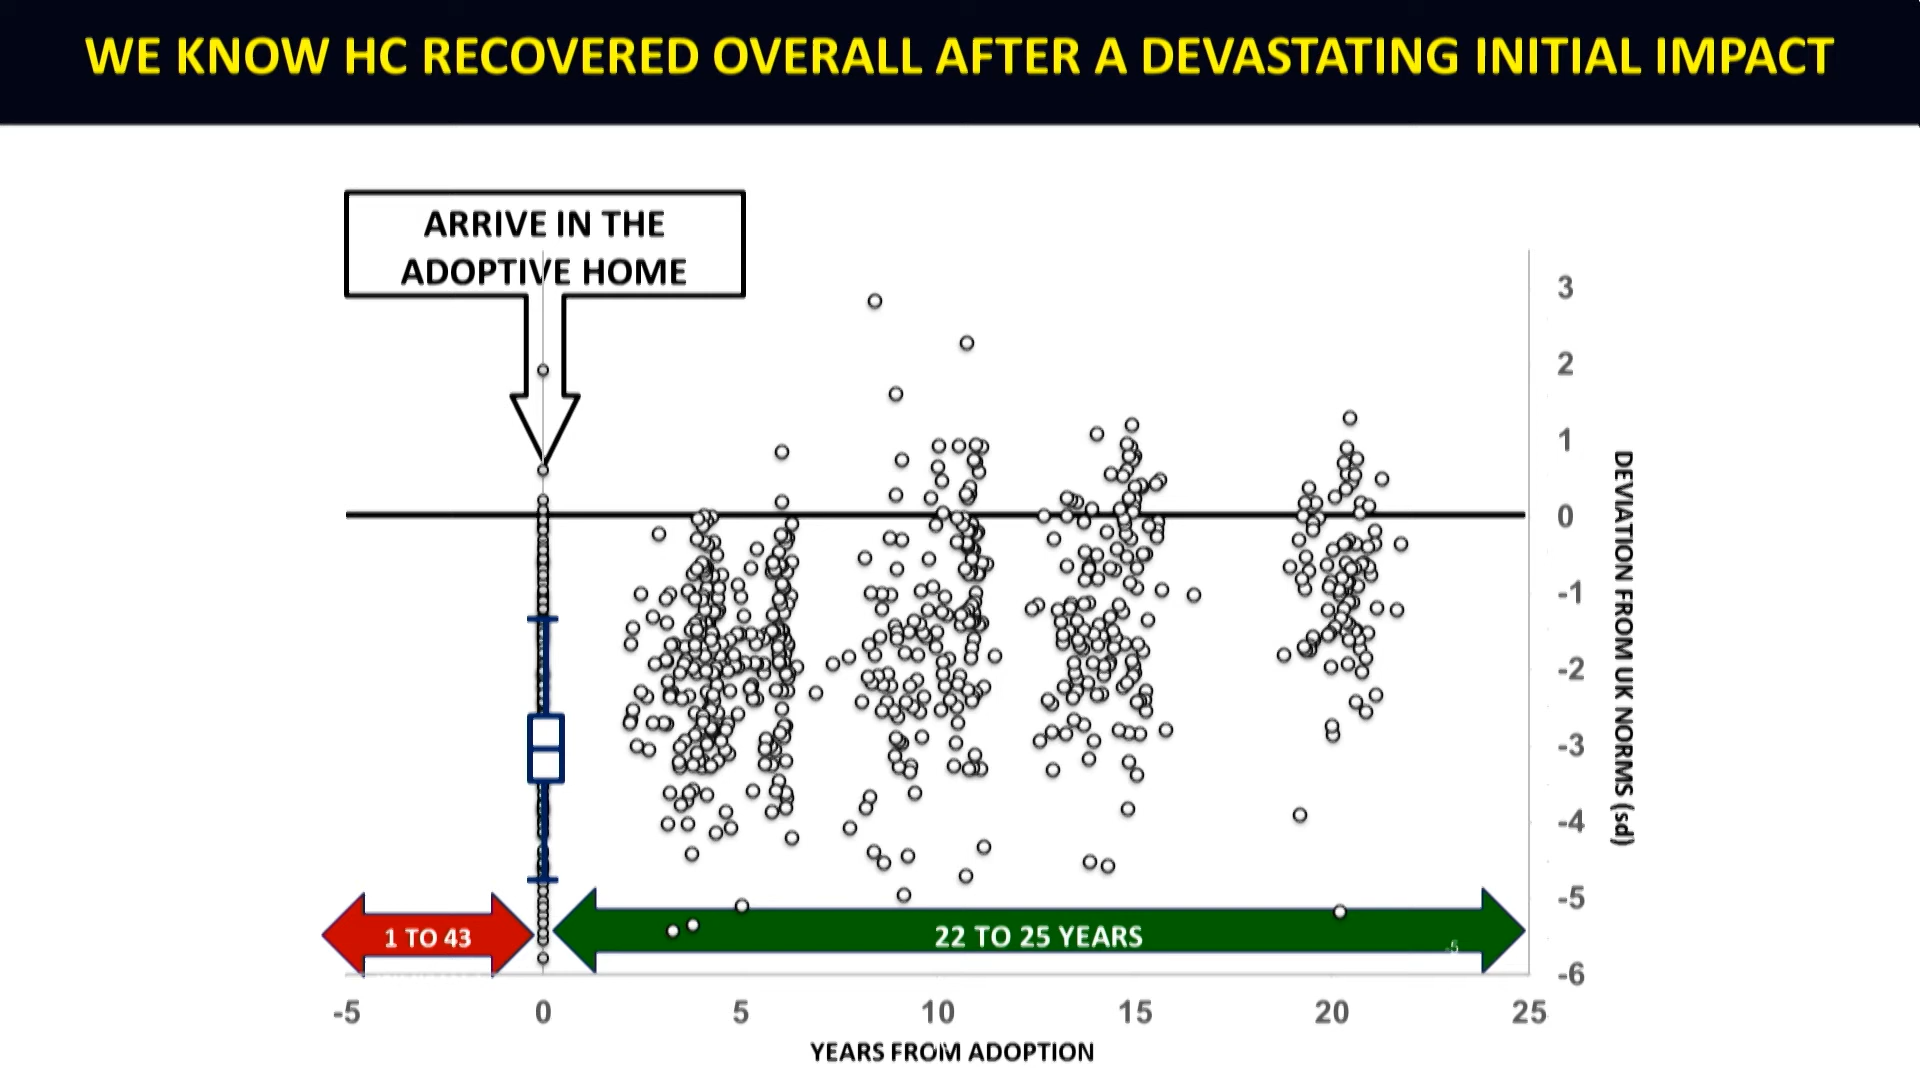 WE KNOW HC RECOVERED OVERALL AFTER A DEVASTATING INITIAL IMPACT
ARRIVE IN THE
ADOPTIVE HOME
3
2
1
0
-1
-2
-3
-4
-5
-6
DEVIATION FROM UK NORMS (sd)
1 TO 43
22 TO 25 YEARS
-5
-5 0 5 10 15 20 25
YEARS FROM ADOPTION